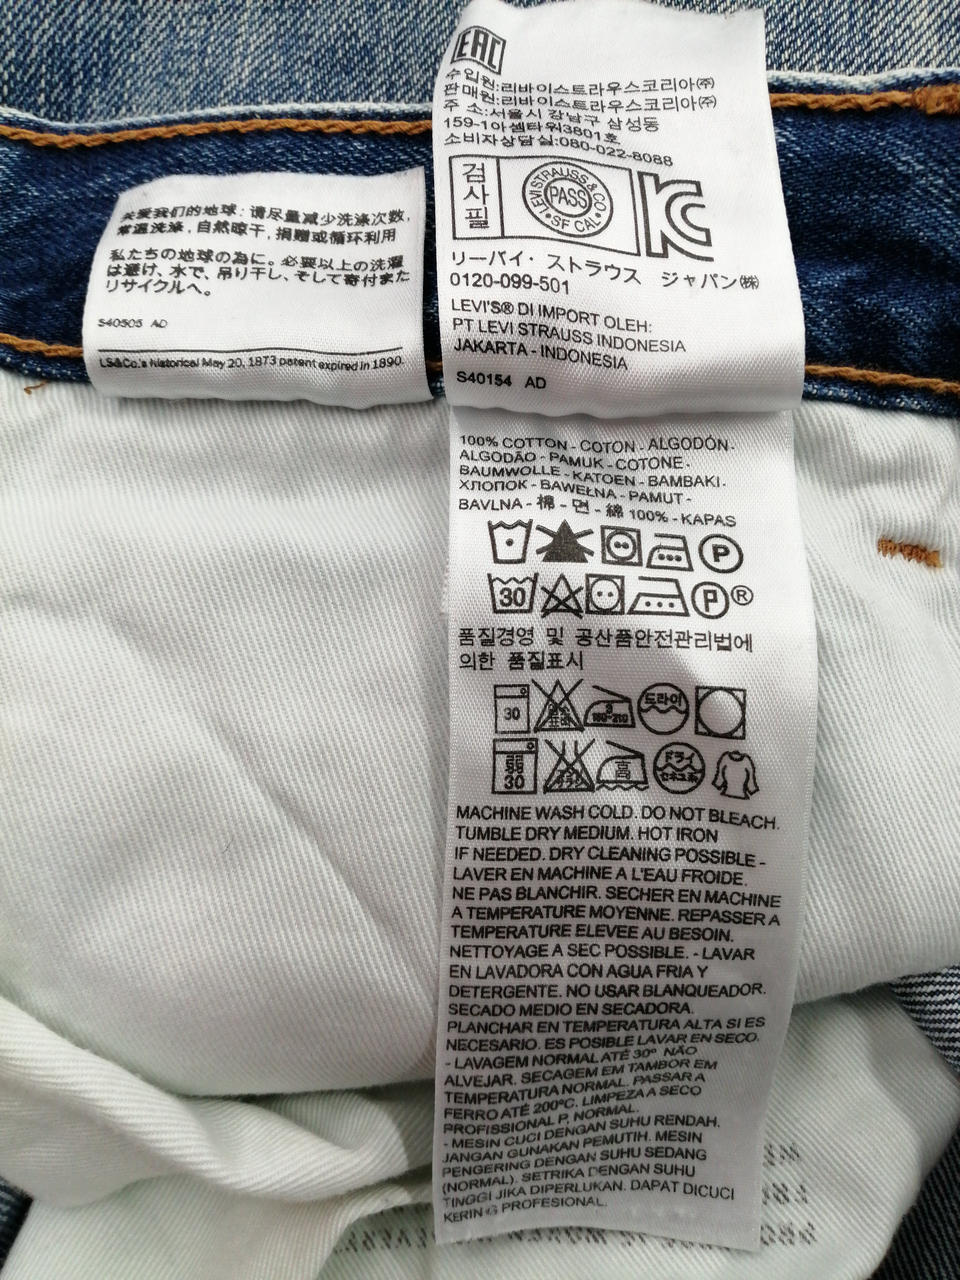 关爱我们的地球: 请尽量减少洗涤次数,
常温洗涤, 自然晾干, 捐赠或循环利用
私たちの地球の為に。必要以上の洗濯
は避け、水で、吊り干し、そして寄付また
リサイクルへ。
S40505 AD
LS&Co.'s historical May 20, 1873 patent expired in 1890.
EAC
수입원:리바이스트라우스코리아㈜
판매원:리바이스트라우스코리아㈜
주 소:서울시 강남구 삼성동
159-1아셈타워3801호
소비자상담실:080-022-8088
검사필
LEVI STRAUSS & CO
PASS
SF CAL
KC
リーバイ・ストラウス ジャパン㈱
0120-099-501
LEVI'S® DI IMPORT OLEH:
PT LEVI STRAUSS INDONESIA
JAKARTA - INDONESIA
S40154 AD
100% COTTON - COTON - ALGODÓN -
ALGODÃO - PAMUK - COTONE -
BAUMWOLLE - KATOEN - BAMBAKI -
ХЛОПОК - BAWEŁNA - PAMUT -
BAVLNA - 棉 - 면 - 綿 100% - KAPAS
P
30 P ®
품질경영 및 공산품안전관리법에
의한 품질표시
30 3 180~210 드라이
弱 30 高 ドライ セキユ系
MACHINE WASH COLD. DO NOT BLEACH.
TUMBLE DRY MEDIUM. HOT IRON
IF NEEDED. DRY CLEANING POSSIBLE -
LAVER EN MACHINE A L'EAU FROIDE.
NE PAS BLANCHIR. SECHER EN MACHINE
A TEMPERATURE MOYENNE. REPASSER A
TEMPERATURE ELEVEE AU BESOIN.
NETTOYAGE A SEC POSSIBLE. - LAVAR
EN LAVADORA CON AGUA FRIA Y
DETERGENTE. NO USAR BLANQUEADOR.
SECADO MEDIO EN SECADORA.
PLANCHAR EN TEMPERATURA ALTA SI ES
NECESARIO. ES POSIBLE LAVAR EN SECO.
- LAVAGEM NORMAL ATÉ 30º NÃO
ALVEJAR. SECAGEM EM TAMBOR EM
TEMPERATURA NORMAL. PASSAR A
FERRO ATÉ 200ºC. LIMPEZA A SECO
PROFISSIONAL P, NORMAL.
- MESIN CUCI DENGAN SUHU RENDAH.
JANGAN GUNAKAN PEMUTIH. MESIN
PENGERING DENGAN SUHU SEDANG
(NORMAL). SETRIKA DENGAN SUHU
TINGGI JIKA DIPERLUKAN. DAPAT DICUCI
KERING PROFESIONAL.